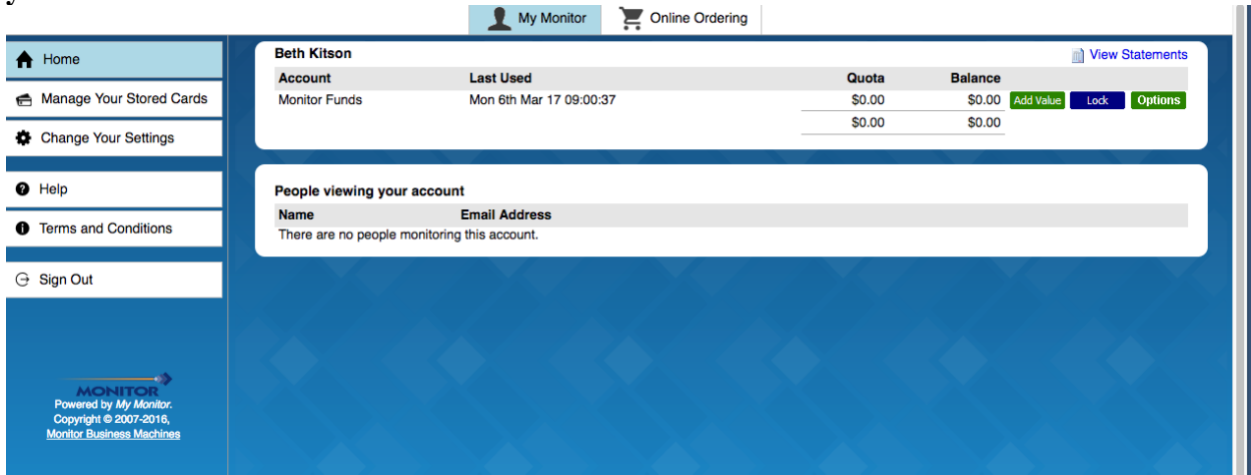 My Monitor
Online Ordering
Home
Manage Your Stored Cards
Change Your Settings
Help
Terms and Conditions
Sign Out
MONITOR
Powered by My Monitor.
Copyright © 2007-2016,
Monitor Business Machines
Beth Kitson View Statements
Account Last Used Quota Balance
Monitor Funds Mon 6th Mar 17 09:00:37 $0.00 $0.00 Add Value Lock Options
$0.00 $0.00
People viewing your account
Name Email Address
There are no people monitoring this account.